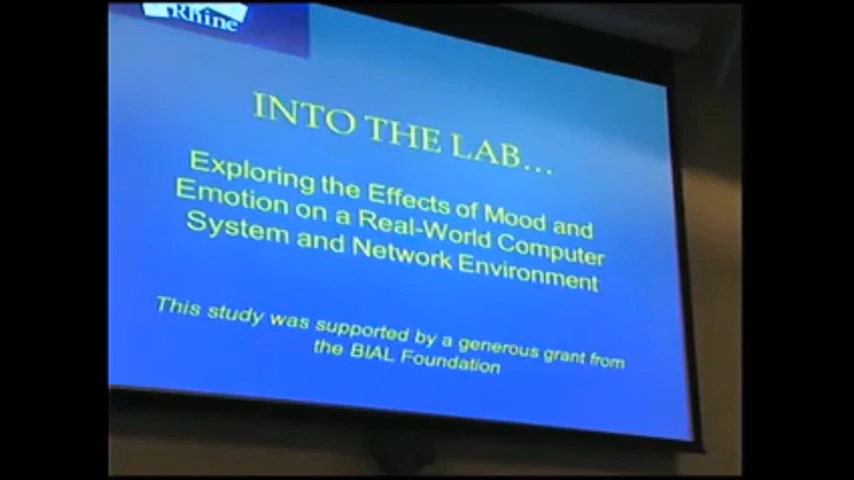 Rhine
INTO THE LAB...
Exploring the Effects of Mood and
Emotion on a Real-World Computer
System and Network Environment
This study was supported by a generous grant from
the BIAL Foundation